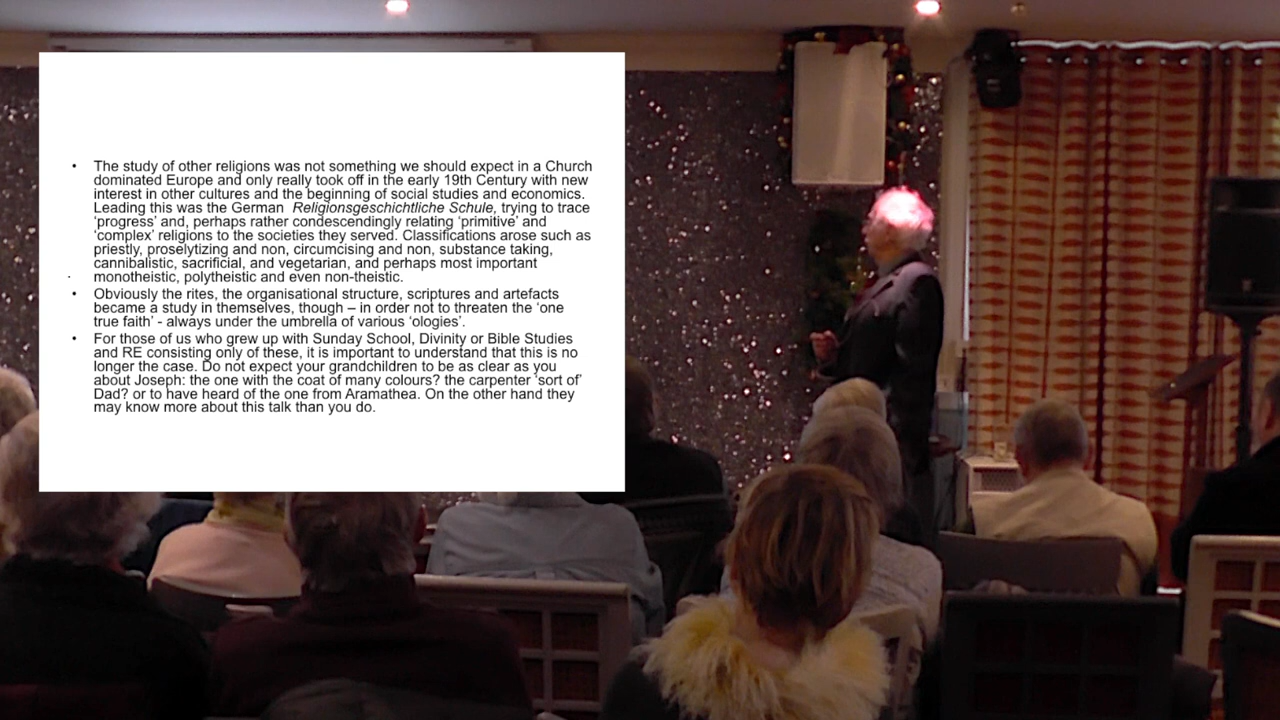 • The study of other religions was not something we should expect in a Church
dominated Europe and only really took off in the early 19th Century with new
interest in other cultures and the beginning of social studies and economics.
Leading this was the German Religionsgeschichtliche Schule, trying to trace
‘progress’ and, perhaps rather condescendingly relating ‘primitive’ and
‘complex’ religions to the societies they served. Classifications arose such as
priestly, proselytizing and non, circumcising and non, substance taking,
cannibalistic, sacrificial, and vegetarian, and perhaps most important
monotheistic, polytheistic and even non-theistic.
• Obviously the rites, the organisational structure, scriptures and artefacts
became a study in themselves, though – in order not to threaten the ‘one
true faith’ - always under the umbrella of various ‘ologies’.
• For those of us who grew up with Sunday School, Divinity or Bible Studies
and RE consisting only of these, it is important to understand that this is no
longer the case. Do not expect your grandchildren to be as clear as you
about Joseph: the one with the coat of many colours? the carpenter ‘sort of’
Dad? or to have heard of the one from Aramathea. On the other hand they
may know more about this talk than you do.